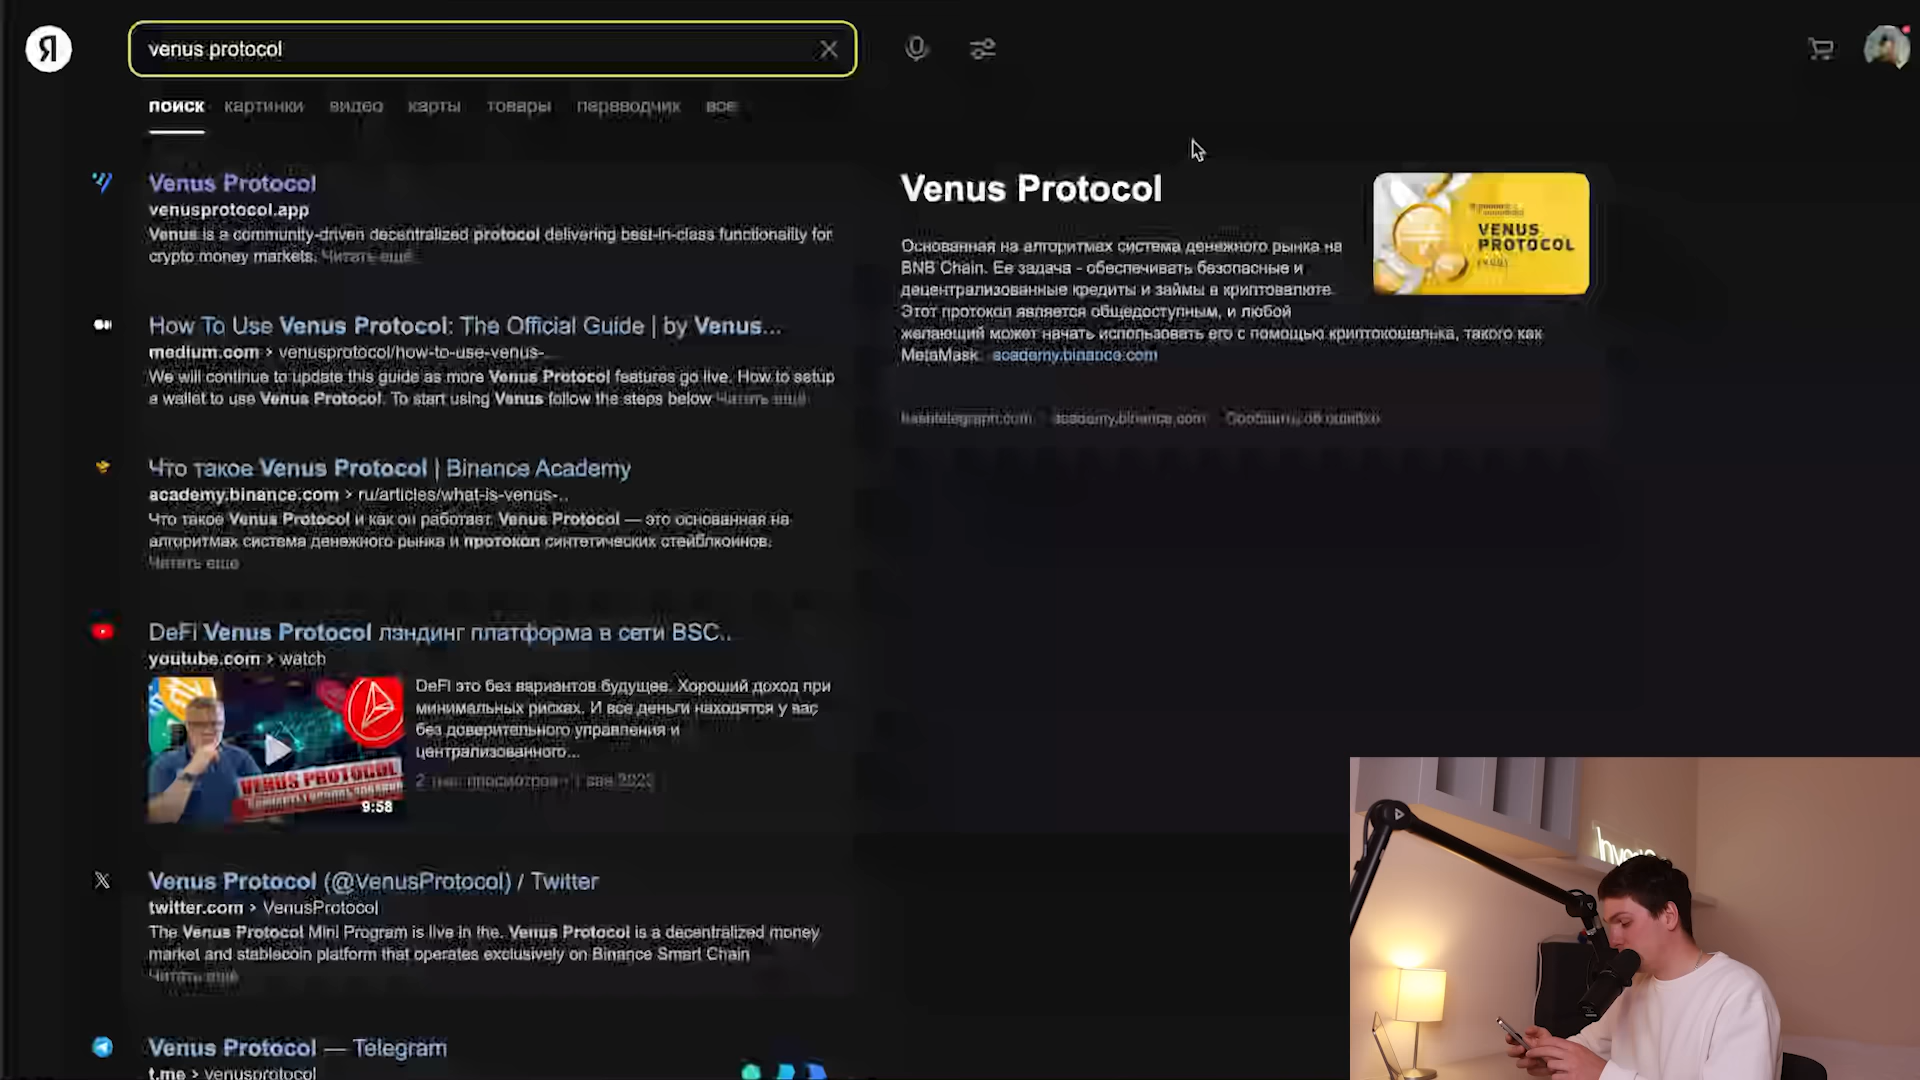 Я
venus protocol
поиск картинки видео карты товары переводчик все
Venus Protocol
venusprotocol.app
Venus is a community-driven decentralized protocol delivering best-in-class functionality for
crypto money markets. Читать ещё
How To Use Venus Protocol: The Official Guide | by Venus...
medium.com › venusprotocol/how-to-use-venus-...
We will continue to update this guide as more Venus Protocol features go live. How to setup
a wallet to use Venus Protocol. To start using Venus follow the steps below Читать ещё
Что такое Venus Protocol | Binance Academy
academy.binance.com › ru/articles/what-is-venus-...
Что такое Venus Protocol и как он работает. Venus Protocol — это основанная на
алгоритмах система денежного рынка и протокол синтетических стейблкоинов.
Читать ещё
DeFi Venus Protocol лэндинг платформа в сети BSC...
youtube.com › watch
DeFi это без вариантов будущее. Хороший доход при
минимальных рисках. И все деньги находятся у вас
без доверительного управления и
централизованного...
VENUS PROTOCOL
9:58
Venus Protocol (@VenusProtocol) / Twitter
twitter.com › VenusProtocol
The Venus Protocol Mini Program is live in the. Venus Protocol is a decentralized money
market and stablecoin platform that operates exclusively on Binance Smart Chain
Читать ещё
Venus Protocol — Telegram
t.me › venusprotocol
Venus Protocol
Основанная на алгоритмах система денежного рынка на
BNB Chain. Ее задача - обеспечивать безопасные и
децентрализованные кредиты и займы в криптовалюте.
Этот протокол является общедоступным, и любой
желающий может начать использовать его с помощью криптокошелька, такого как
MetaMask academy.binance.com
academy.binance.com Сообщить об ошибке
VENUS
PROTOCOL